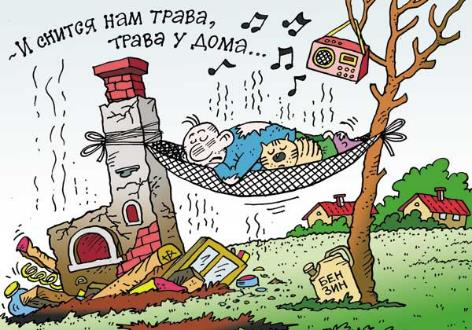 ~И СНИТСЯ НАМ ТРАВА,
ТРАВА У ДОМА...
БЕН
ЗИН